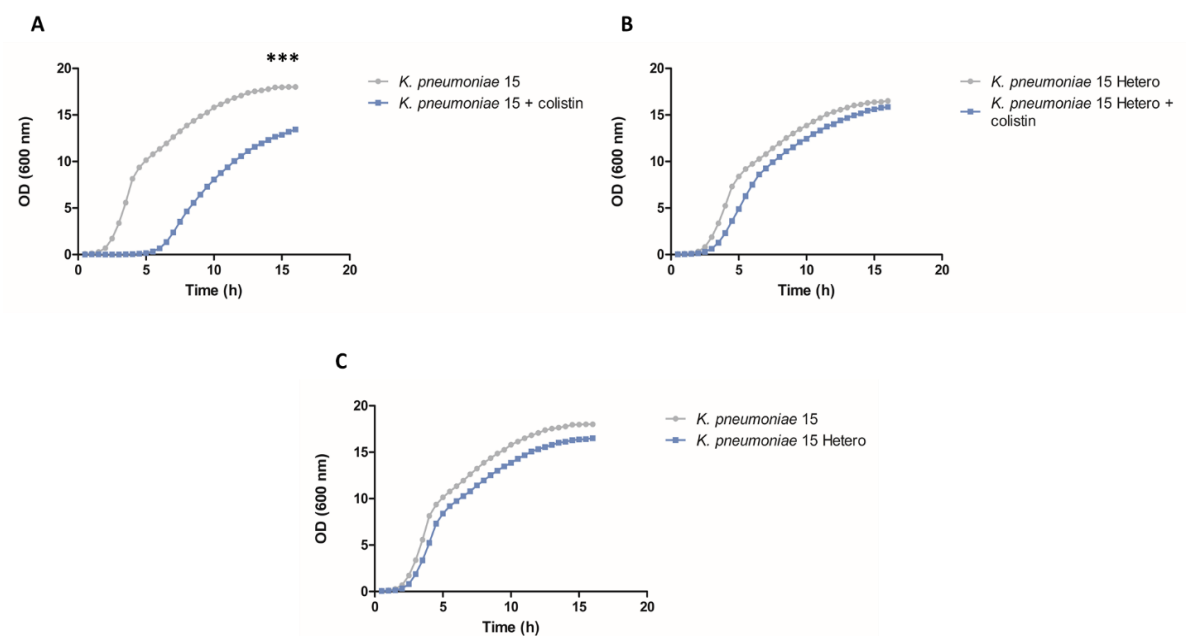 A
***
20
15
10
5
0
OD (600 nm)
0 5 10 15 20
Time (h)
K. pneumoniae 15
K. pneumoniae 15 + colistin
B
20
15
10
5
0
OD (600 nm)
0 5 10 15 20
Time (h)
K. pneumoniae 15 Hetero
K. pneumoniae 15 Hetero +
colistin
C
20
15
10
5
0
OD (600 nm)
0 5 10 15 20
Time (h)
K. pneumoniae 15
K. pneumoniae 15 Hetero